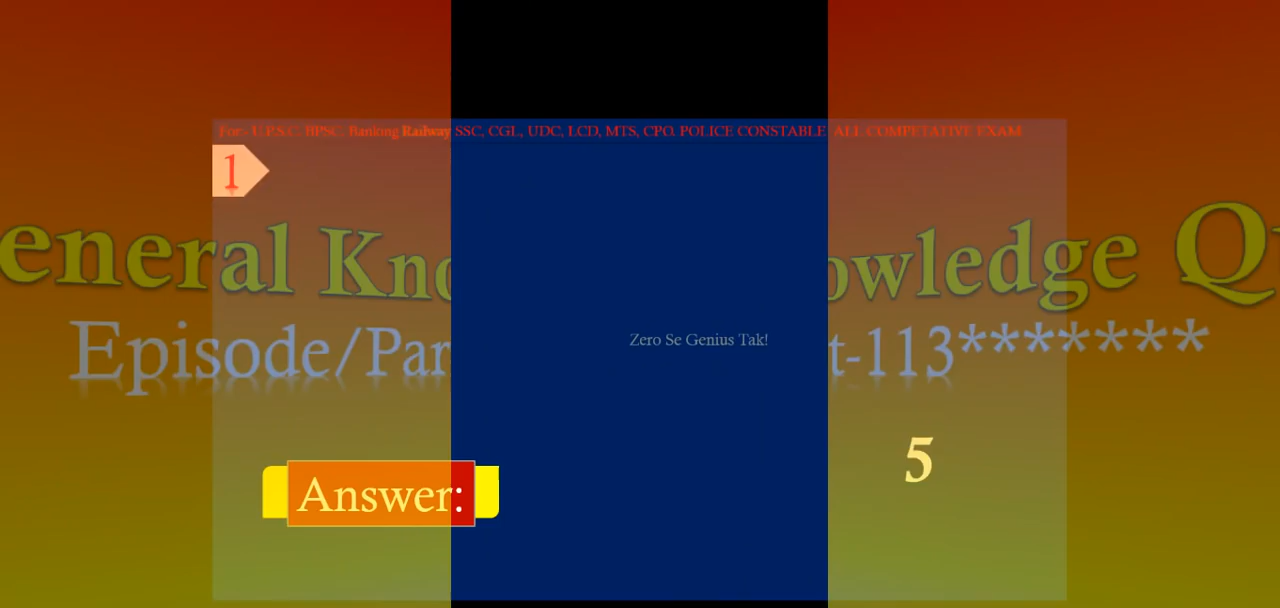 For:- U.P.S.C. BPSC, Banking Railway SSC, CGL, UDC, LCD, MTS, CPO. POLICE CONSTABLE ALL COMPETATIVE EXAM
1
eneral Kno owledge Qu
Episode/Par t-113*******
Zero Se Genius Tak!
5
Answer: